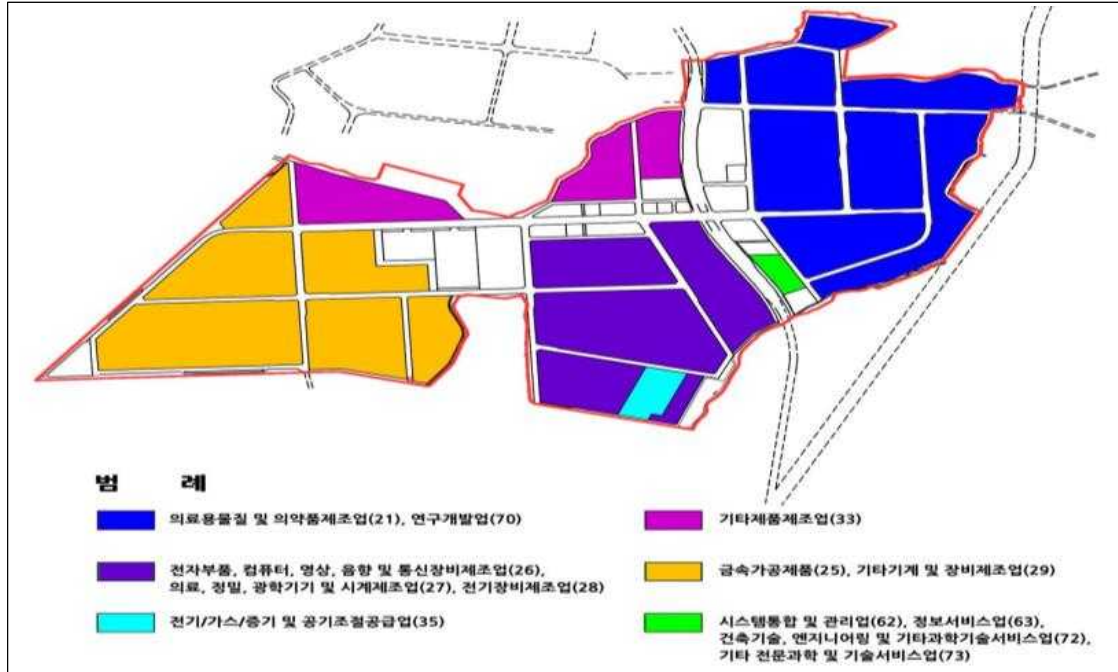 범 례
의료용물질 및 의약품제조업(21), 연구개발업(70)
기타제품제조업(33)
전자부품, 컴퓨터, 영상, 음향 및 통신장비제조업(26),
의료, 정밀, 광학기기 및 시계제조업(27), 전기장비제조업(28)
금속가공제품(25), 기타기계 및 장비제조업(29)
전기/가스/증기 및 공기조절공급업(35)
시스템통합 및 관리업(62), 정보서비스업(63),
건축기술, 엔지니어링 및 기타과학기술서비스업(72),
기타 전문과학 및 기술서비스업(73)